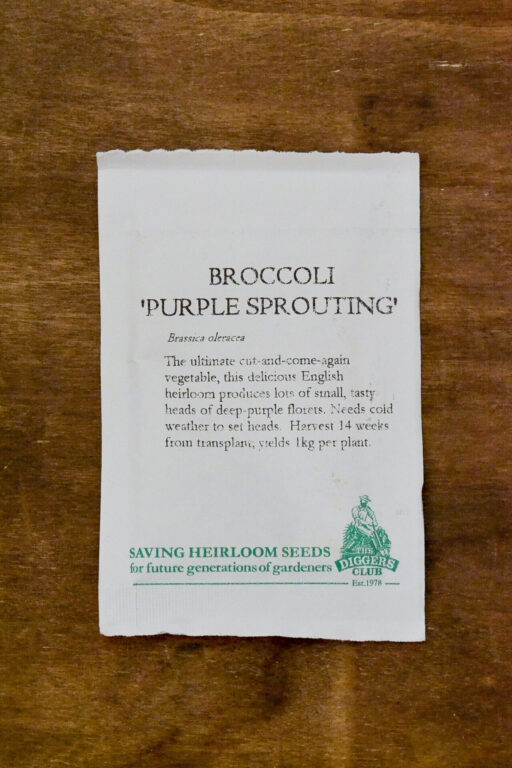 BROCCOLI
'PURPLE SPROUTING'
Brassica oleracea
The ultimate cut-and-come-again
vegetable, this delicious English
heirloom produces lots of small, tasty
heads of deep-purple florets. Needs cold
weather to set heads. Harvest 14 weeks
from transplant, yields 1kg per plant.
SAVING HEIRLOOM SEEDS
for future generations of gardeners
THE
DIGGERS
CLUB
Est.1978